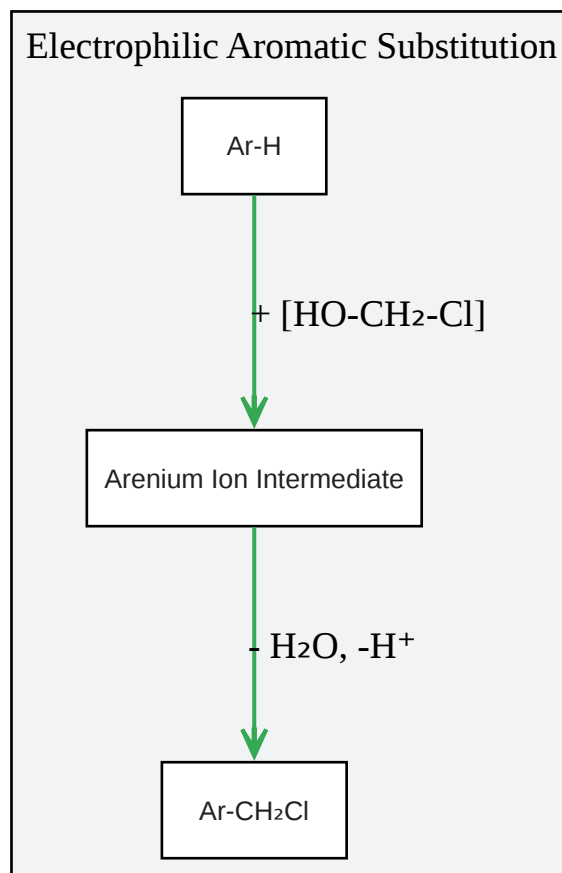 Electrophilic Aromatic Substitution
Ar-H
+ [HO-CH₂-Cl]
Arenium Ion Intermediate
- H₂O, -H⁺
Ar-CH₂Cl